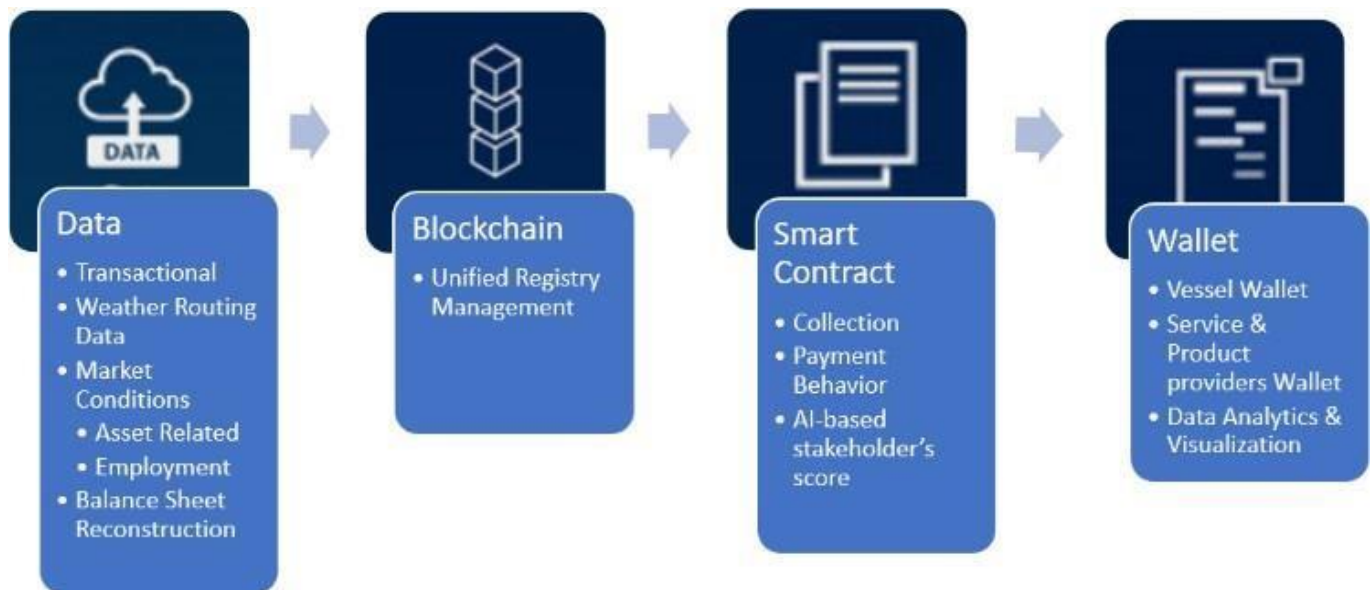 DATA
Data
• Transactional
• Weather Routing
Data
• Market
Conditions
• Asset Related
• Employment
• Balance Sheet
Reconstruction
Blockchain
• Unified Registry
Management
Smart
Contract
• Collection
• Payment
Behavior
• AI-based
stakeholder's
score
Wallet
• Vessel Wallet
• Service &
Product
providers Wallet
• Data Analytics &
Visualization